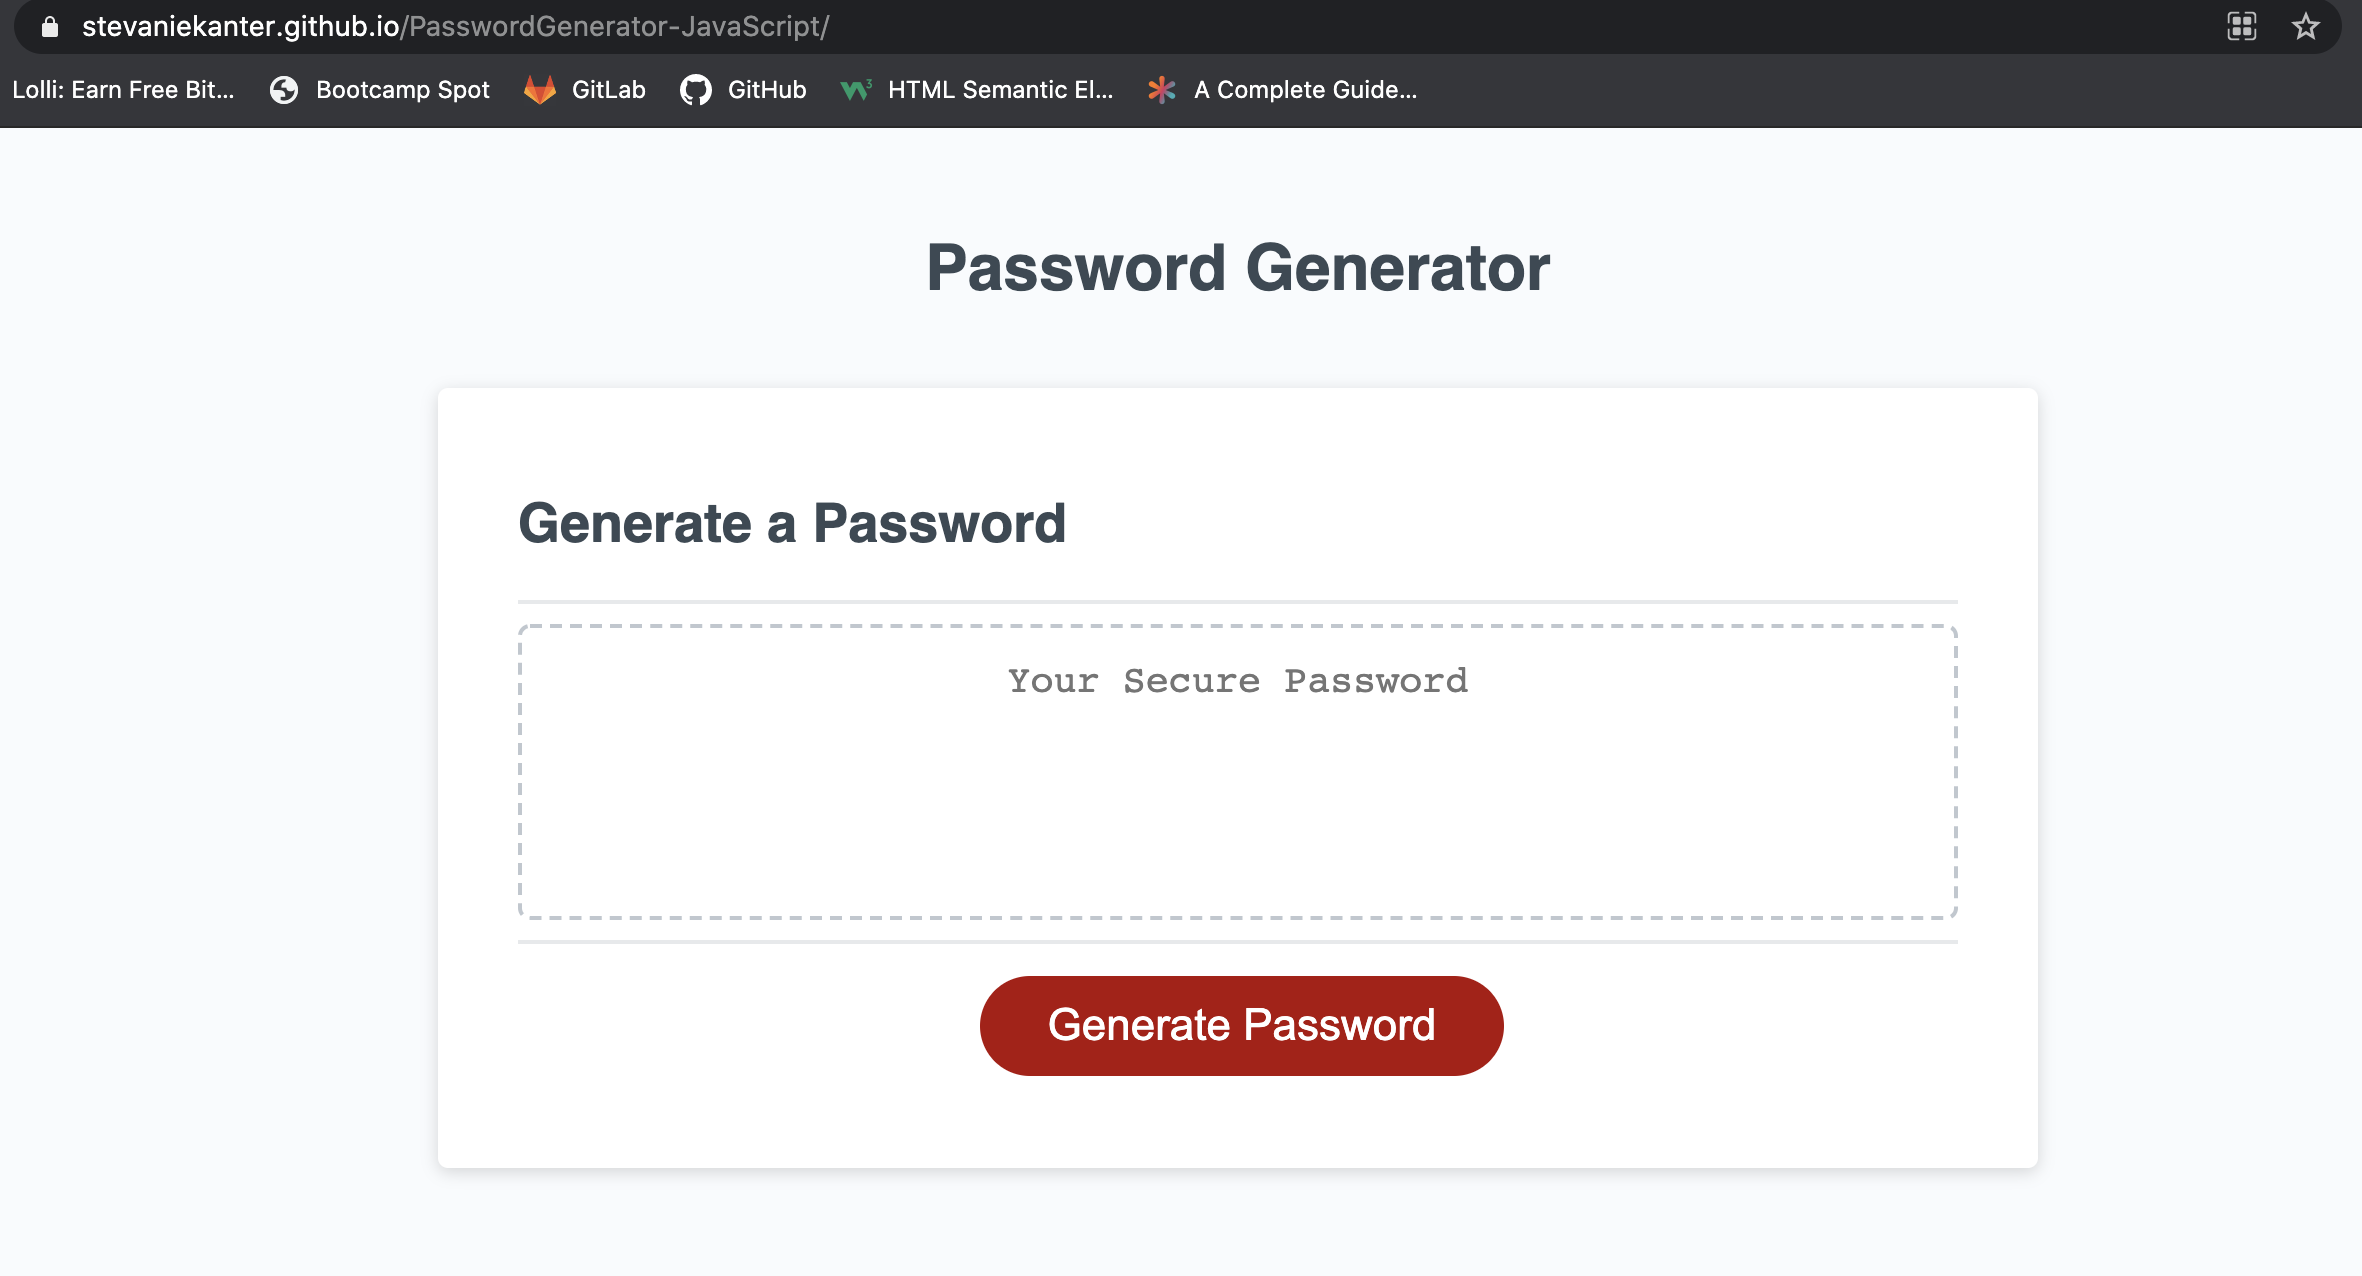 stevaniekanter.github.io/PasswordGenerator-JavaScript/
Lolli: Earn Free Bit... Bootcamp Spot GitLab GitHub W3 HTML Semantic El... A Complete Guide...
Password Generator
Generate a Password
Your Secure Password
Generate Password